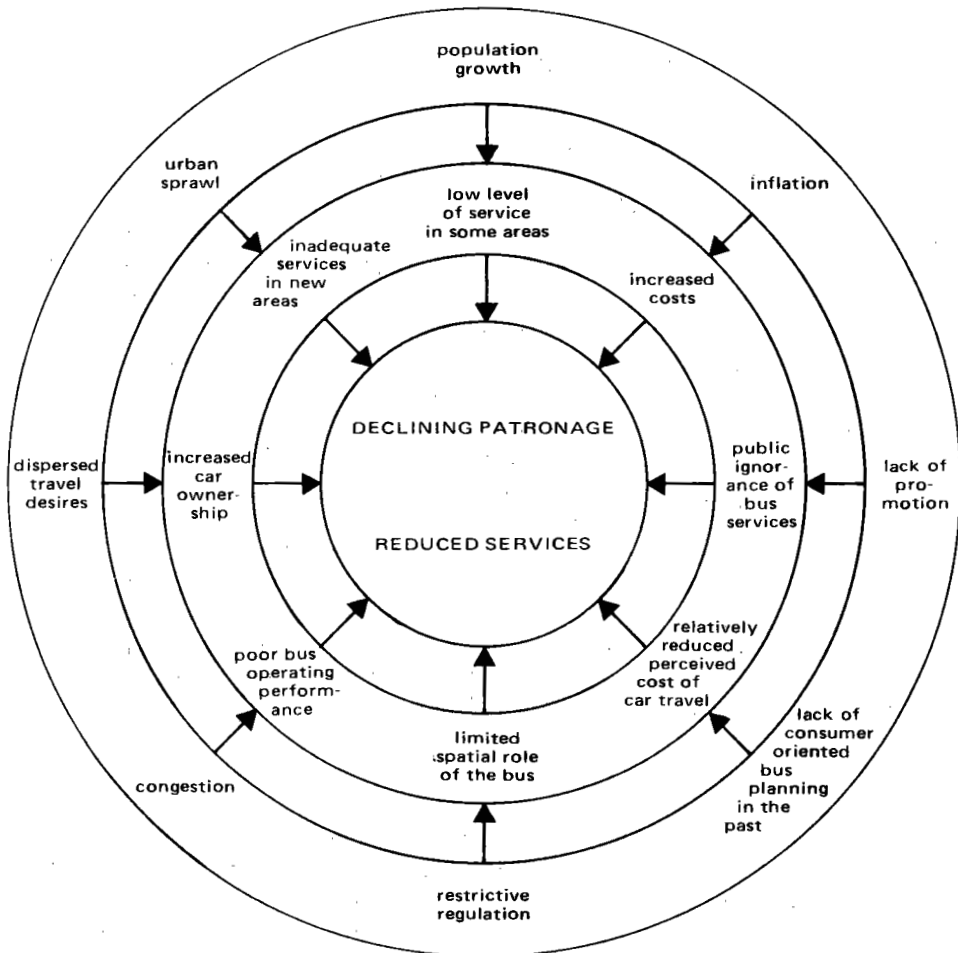 population
growth
urban
sprawl
inflation
low level
of service
in some areas
inadequate
services
in new
areas
increased
costs
DECLINING PATRONAGE
REDUCED SERVICES
dispersed
travel
desires
increased
car
owner-
ship
public
ignor-
ance of
bus
services
lack of
pro-
motion
poor bus
operating
perform-
ance
relatively
reduced
perceived
cost of
car travel
limited
spatial role
of the bus
congestion
lack of
consumer
oriented
bus
planning
in the
past
restrictive
regulation